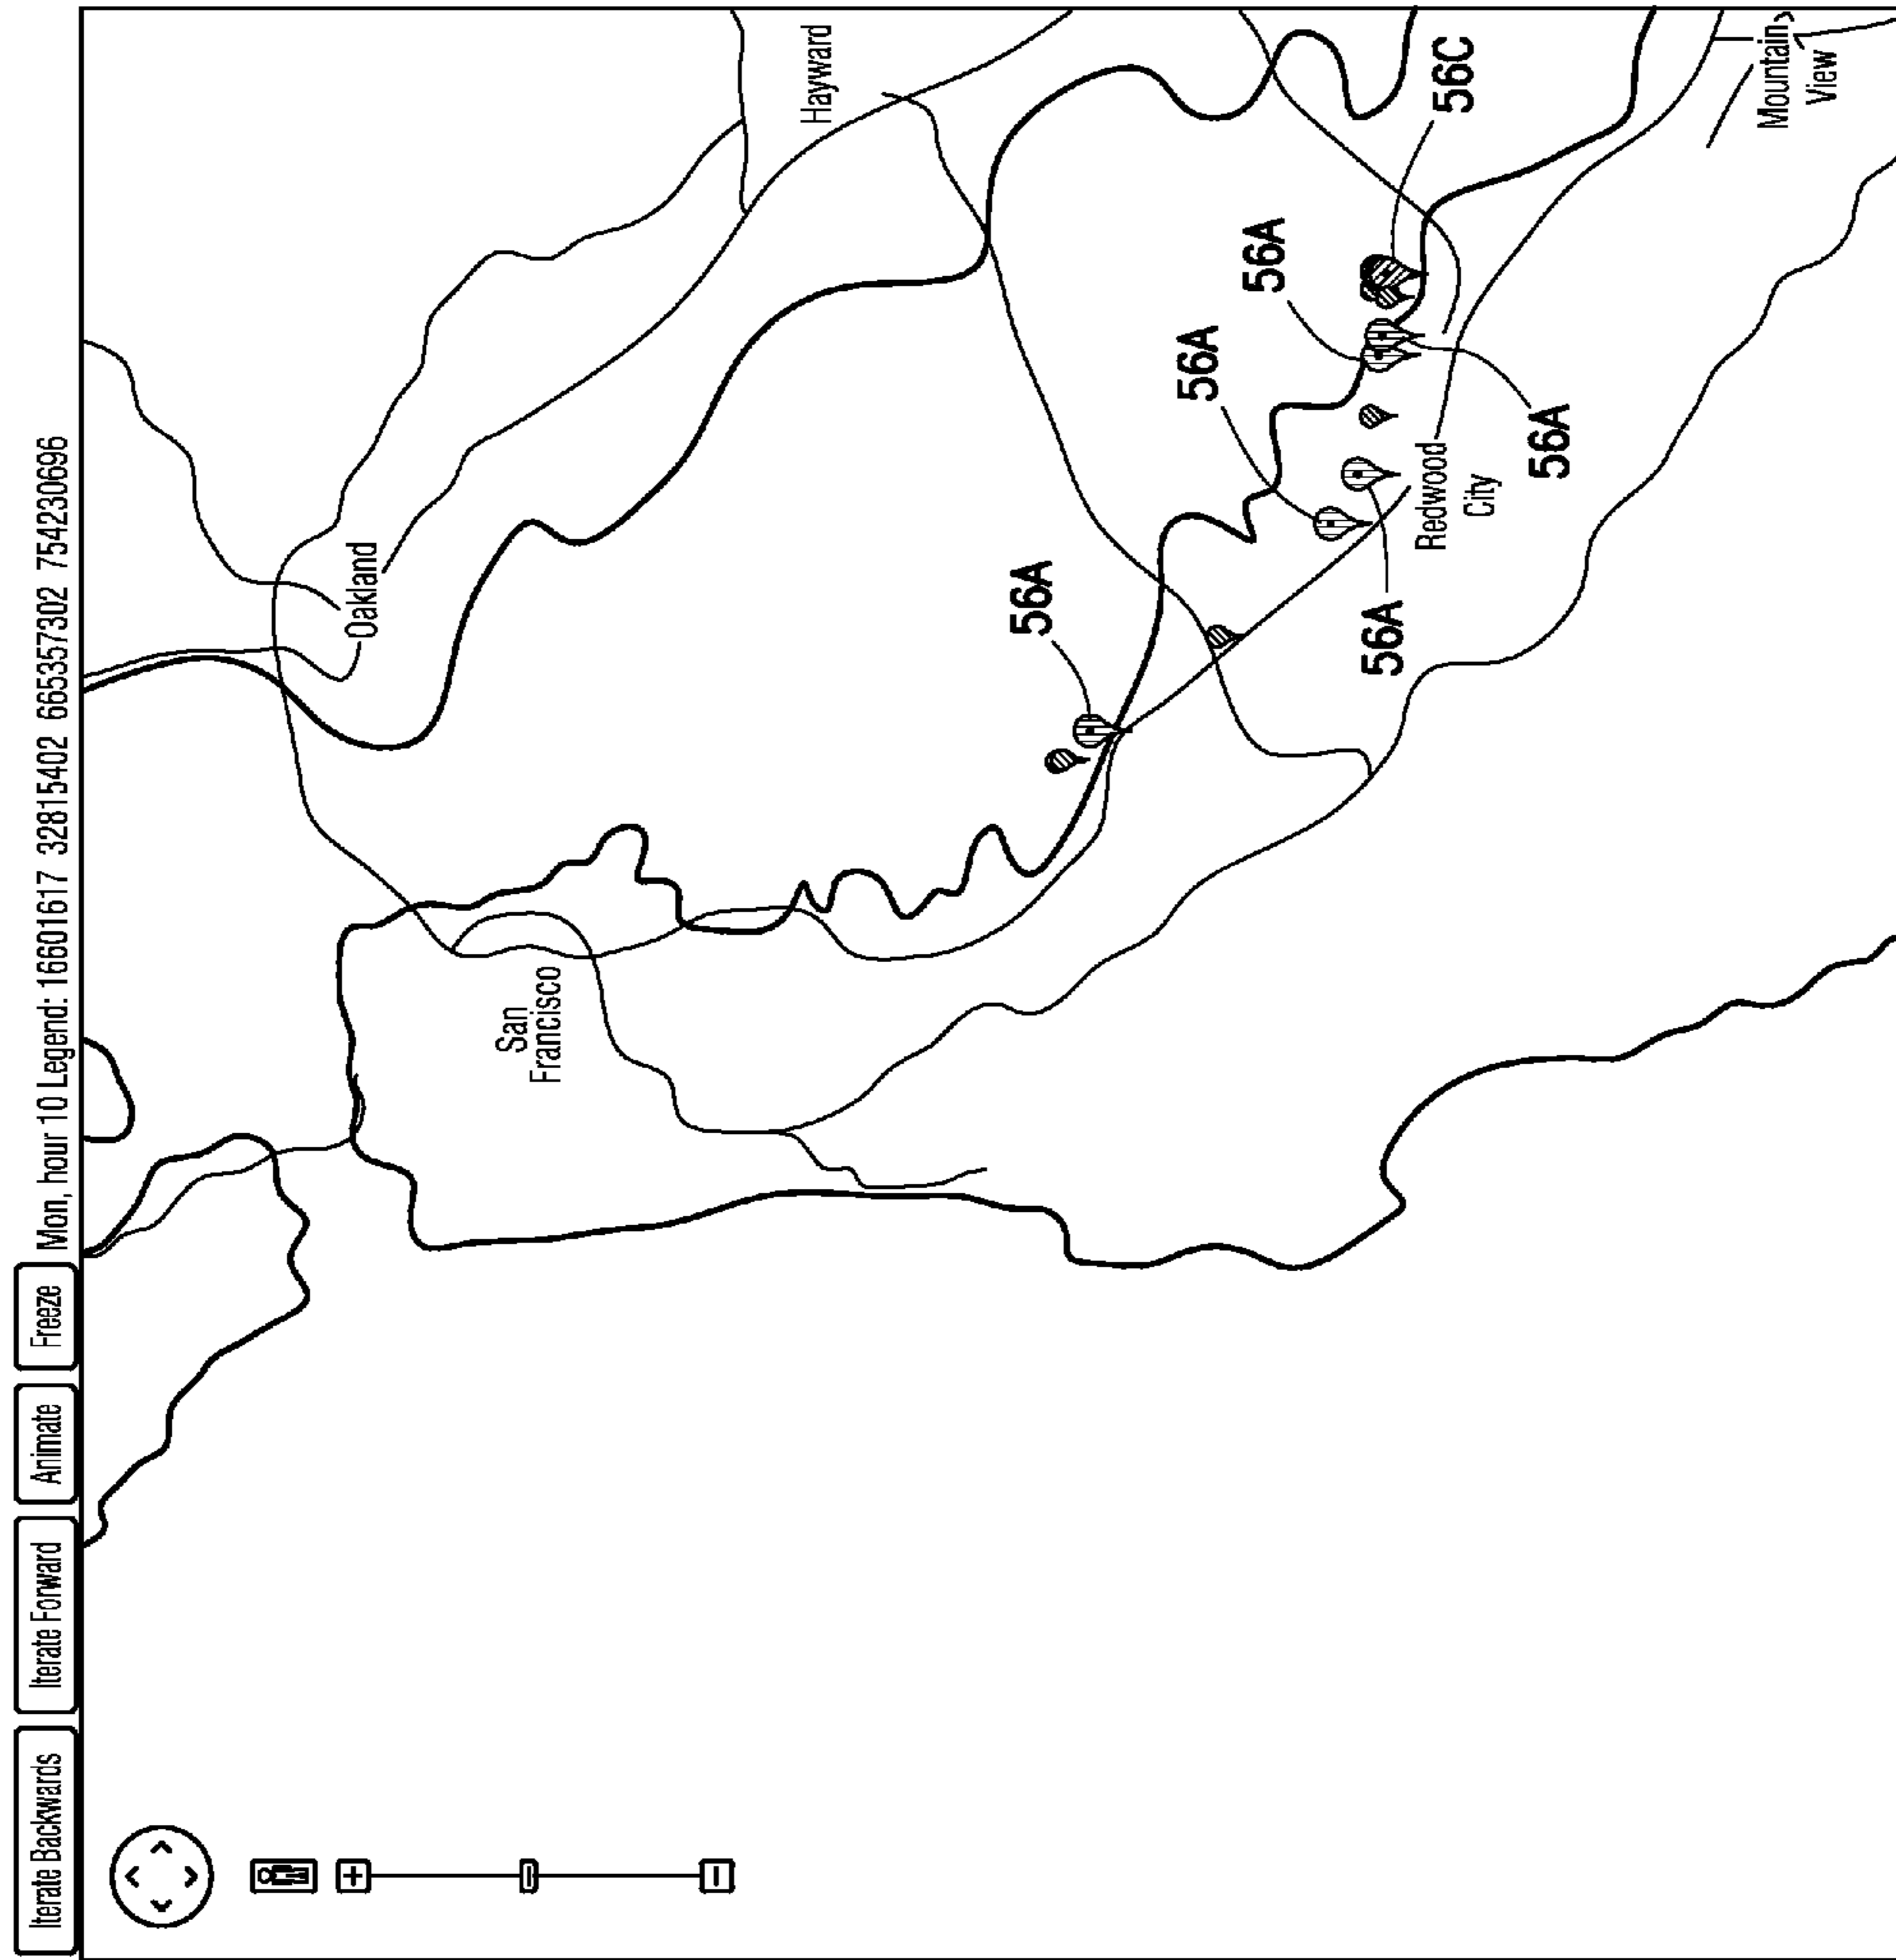 Iterate Backwards
Iterate Forward
Animate
Freeze
Mon, hour 10 Legend: 16601617 32815402 665357302 754230696
Oakland
Hayward
San
Francisco
56A
56A
56A
56A
56A
56C
Redwood
City
Mountain
View